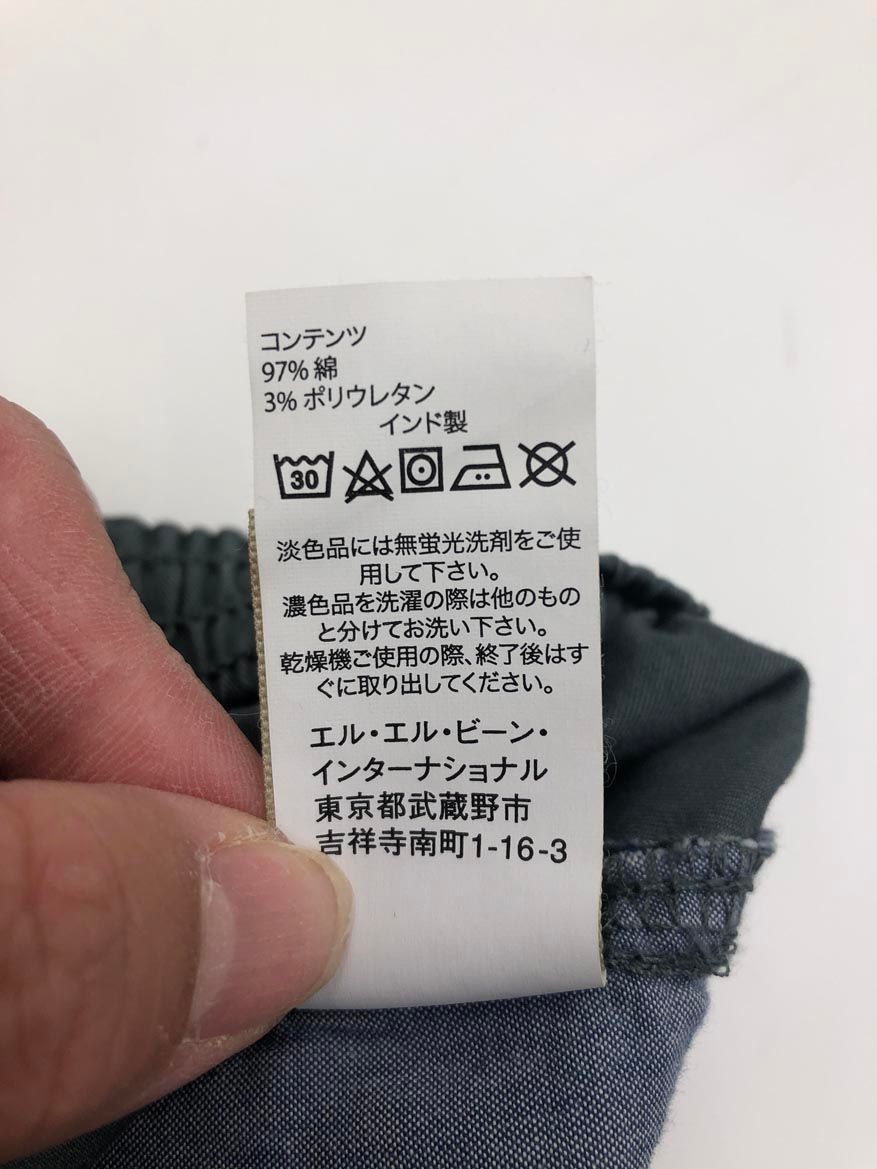 コンテンツ
97% 綿
3% ポリウレタン
インド製
30
淡色品には無蛍光洗剤をご使
用して下さい。
濃色品を洗濯の際は他のもの
と分けてお洗い下さい。
乾燥機ご使用の際、終了後はす
ぐに取り出してください。
エル・エル・ビーン・
インターナショナル
東京都武蔵野市
吉祥寺南町1-16-3